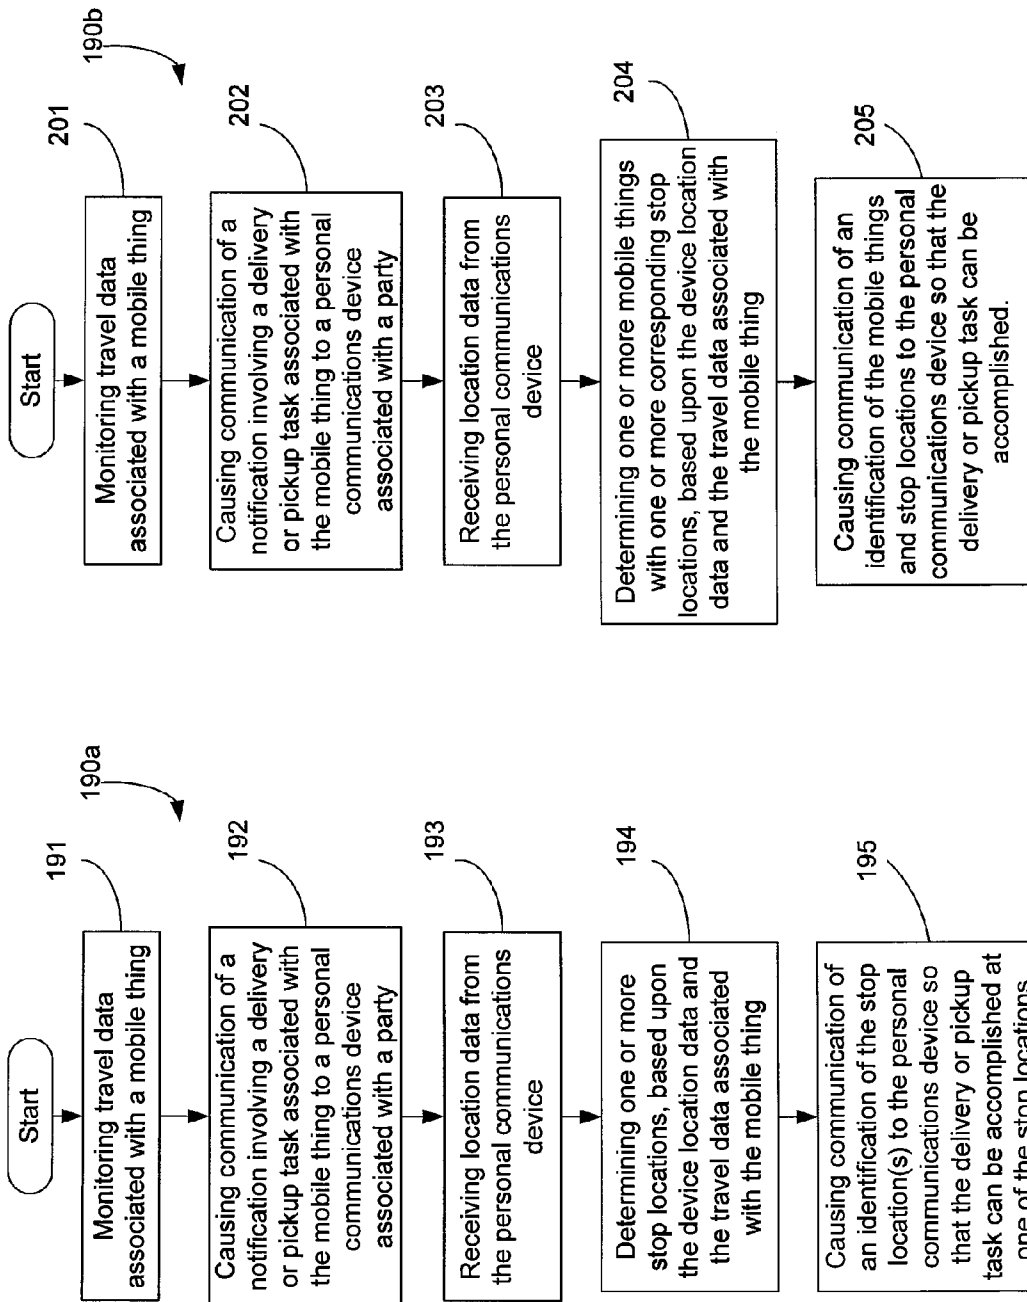 Start
190a
191
Monitoring travel data
associated with a mobile thing
192
Causing communication of a
notification involving a delivery
or pickup task associated with
the mobile thing to a personal
communications device
associated with a party
193
Receiving location data from
the personal communications
device
194
Determining one or more
stop locations, based upon
the device location data and
the travel data associated
with the mobile thing
195
Causing communication of
an identification of the stop
location(s) to the personal
communications device so
that the delivery or pickup
task can be accomplished at
one of the stop locations
Start
190b
201
Monitoring travel data
associated with a mobile thing
202
Causing communication of a
notification involving a delivery
or pickup task associated with
the mobile thing to a personal
communications device
associated with a party
203
Receiving location data from
the personal communications
device
204
Determining one or more mobile things
with one or more corresponding stop
locations, based upon the device location
data and the travel data associated with
the mobile thing
205
Causing communication of an
identification of the mobile things
and stop locations to the personal
communications device so that the
delivery or pickup task can be
accomplished.